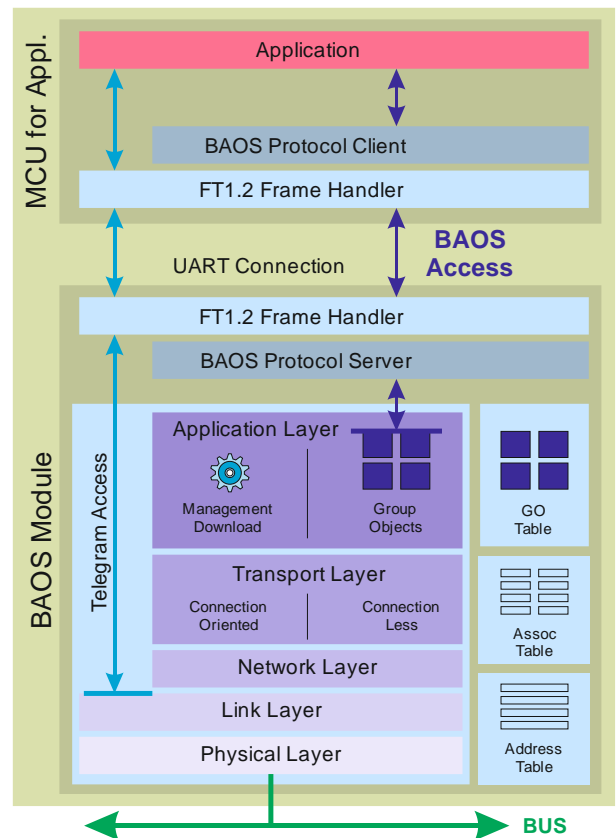 MCU for Appl.
Application
BAOS Protocol Client
FT1.2 Frame Handler
UART Connection
BAOS
Access
BAOS Module
FT1.2 Frame Handler
BAOS Protocol Server
Telegram Access
Application Layer
Management
Download
Group
Objects
GO
Table
Transport Layer
Connection
Oriented
Connection
Less
Assoc
Table
Network Layer
Link Layer
Physical Layer
Address
Table
BUS